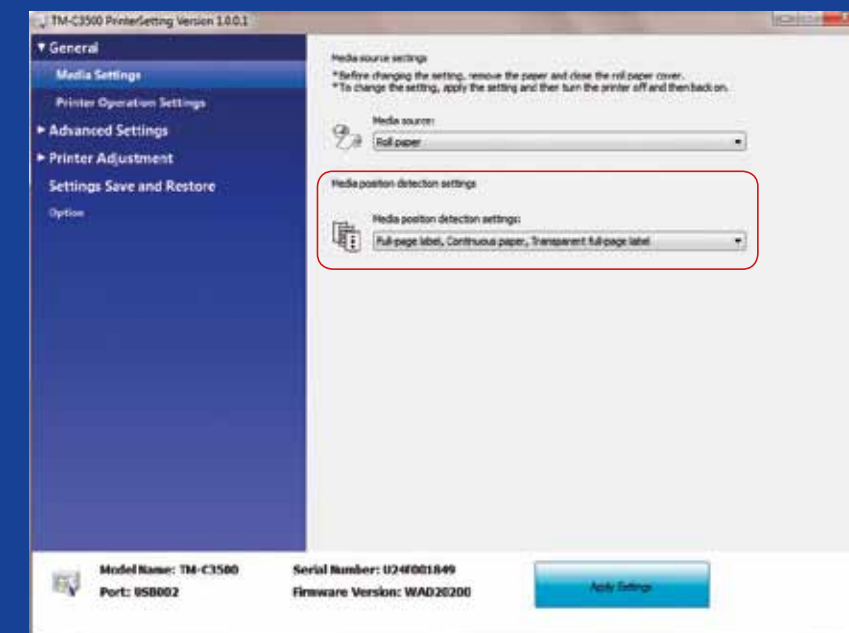 TM-C3500 PrinterSetting Version 1.0.0.1
▼ General
Media Settings
Printer Operation Settings
► Advanced Settings
► Printer Adjustment
Settings Save and Restore
Option
Media source settings
*Before changing the setting, remove the paper and close the roll paper cover.
*To change the setting, apply the setting and then turn the printer off and then back on.
Media source:
Roll paper
Media position detection settings
Media position detection settings:
Full-page label, Continuous paper, Transparent full-page label
Model Name: TM-C3500
Serial Number: U24F001849
Port: USB002
Firmware Version: WAD20200
Apply Settings